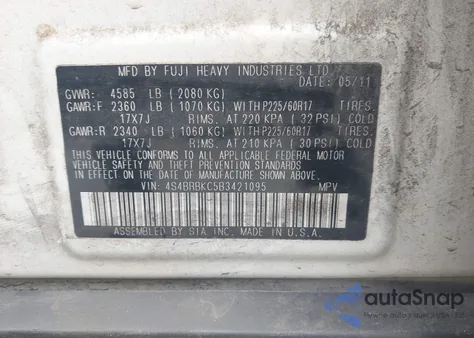 MFD BY FUJI HEAVY INDUSTRIES LTD.
DATE: 05/11
GVWR: 4585 LB (2080 KG)
GAWR:F 2360 LB (1070 KG) WITH P225/60R17 TIRES.
17X7J RIMS. AT 220 KPA (32 PSI) COLD
GAWR:R 2340 LB (1060 KG) WITH P225/60R17 TIRES.
17X7J RIMS. AT 210 KPA (30 PSI) COLD
THIS VEHICLE CONFORMS TO ALL APPLICABLE FEDERAL MOTOR
VEHICLE SAFETY AND THEFT PREVENTION STANDARDS
IN EFFECT ON THE DATE OF MANUFACTURE SHOWN ABOVE.
VIN: 4S4BRBKC5B3421095 MPV
ASSEMBLED BY SIA INC. MADE IN U.S.A.
autoSnap